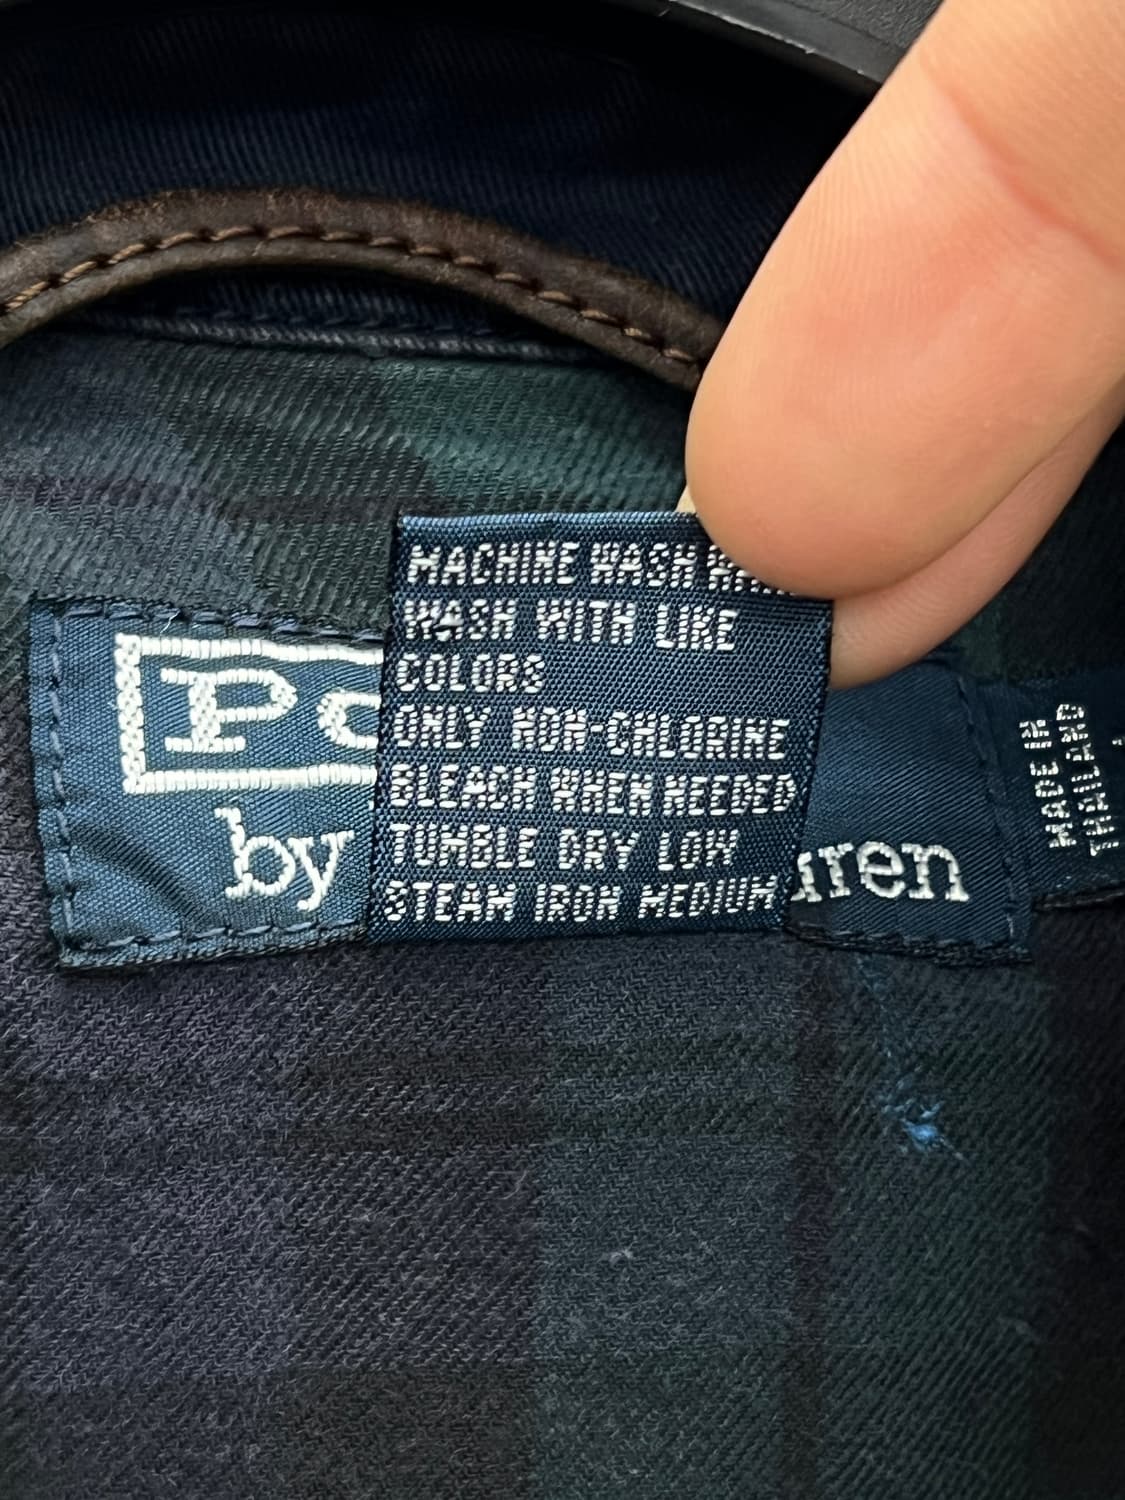 MACHINE WASH
WASH WITH LIKE
COLORS
ONLY NON-CHLORINE
BLEACH WHEN NEEDED
TUMBLE DRY LOW
STEAM IRON MEDIUM
Po
by
uren
MADE IN
THAILAND